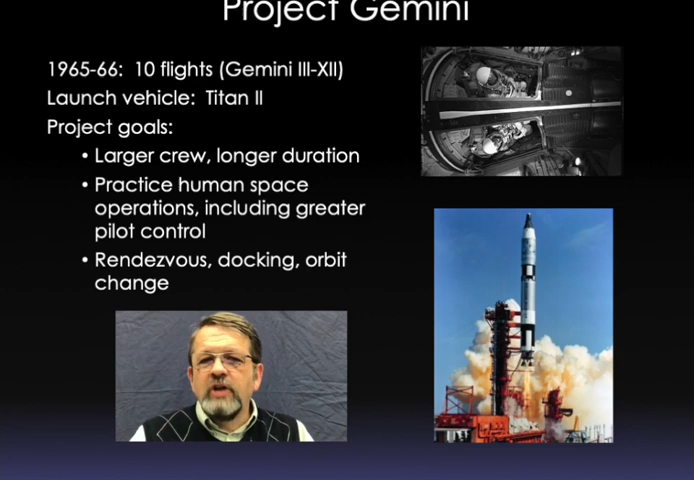 Project Gemini
1965-66: 10 flights (Gemini III-XII)
Launch vehicle: Titan II
Project goals:
• Larger crew, longer duration
• Practice human space
operations, including greater
pilot control
• Rendezvous, docking, orbit
change